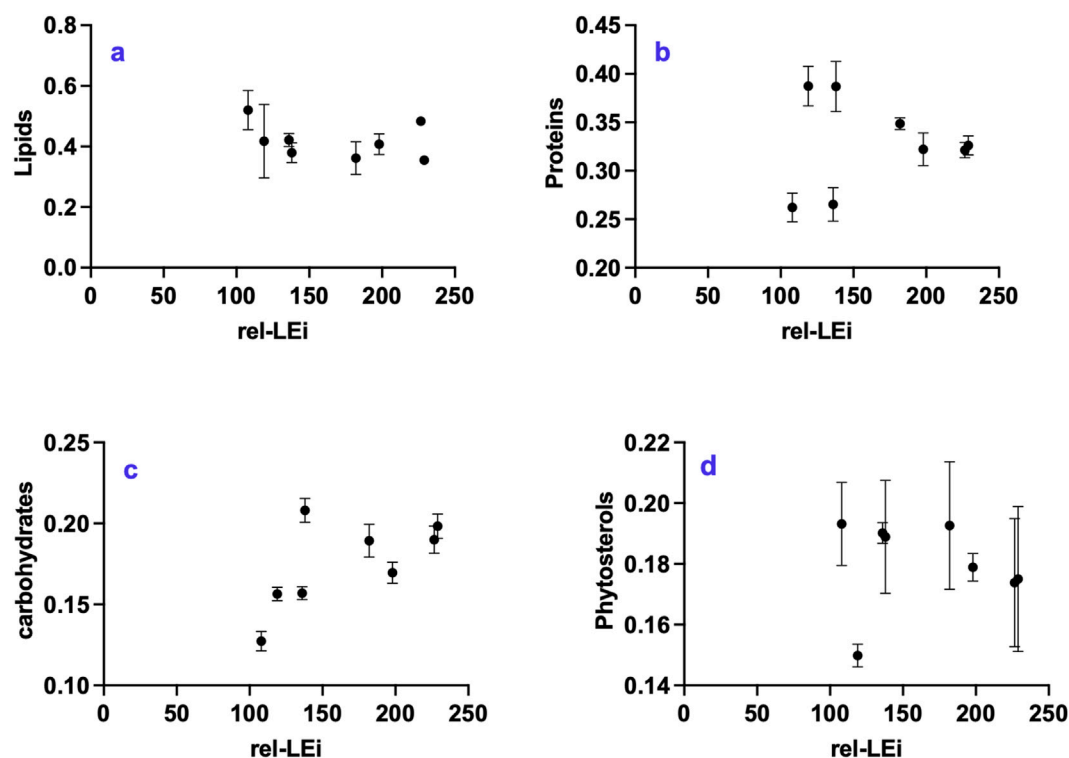 a
Lipids
0.8
0.6
0.4
0.2
0.0
0 50 100 150 200 250
rel-LEi
b
Proteins
0.45
0.40
0.35
0.30
0.25
0.20
0 50 100 150 200 250
rel-LEi
c
carbohydrates
0.25
0.20
0.15
0.10
0 50 100 150 200 250
rel-LEi
d
Phytosterols
0.22
0.20
0.18
0.16
0.14
0 50 100 150 200 250
rel-LEi